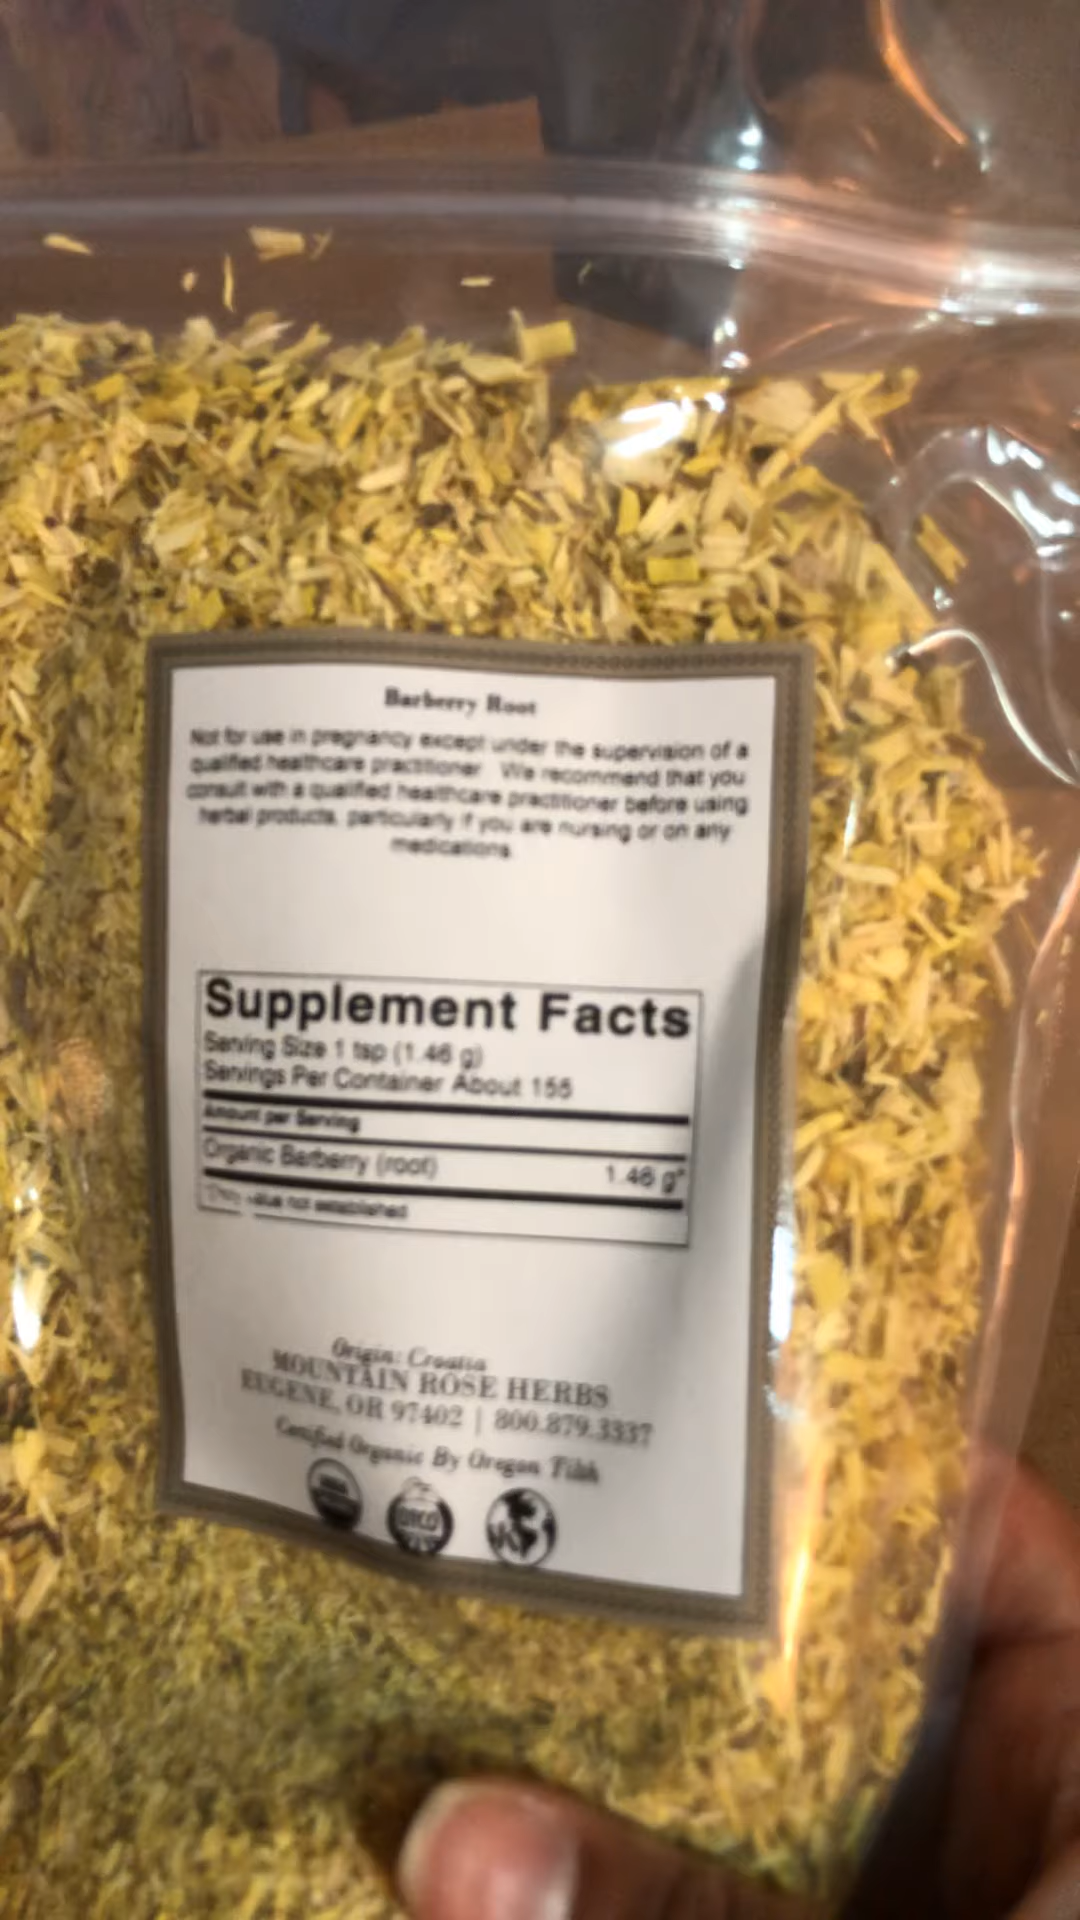 Barberry Root
Not for use in pregnancy except under the supervision of a
qualified healthcare practitioner. We recommend that you
consult with a qualified healthcare practitioner before using
herbal products, particularly if you are nursing or on any
medications.
Supplement Facts
Serving Size 1 tsp (1.46 g)
Servings Per Container About 155
Amount per Serving
Organic Barberry (root) 1.46 g*
value not established
Origin: Croatia
MOUNTAIN ROSE HERBS
EUGENE, OR 97402 | 800.879.3337
Certified Organic By Oregon Tilth